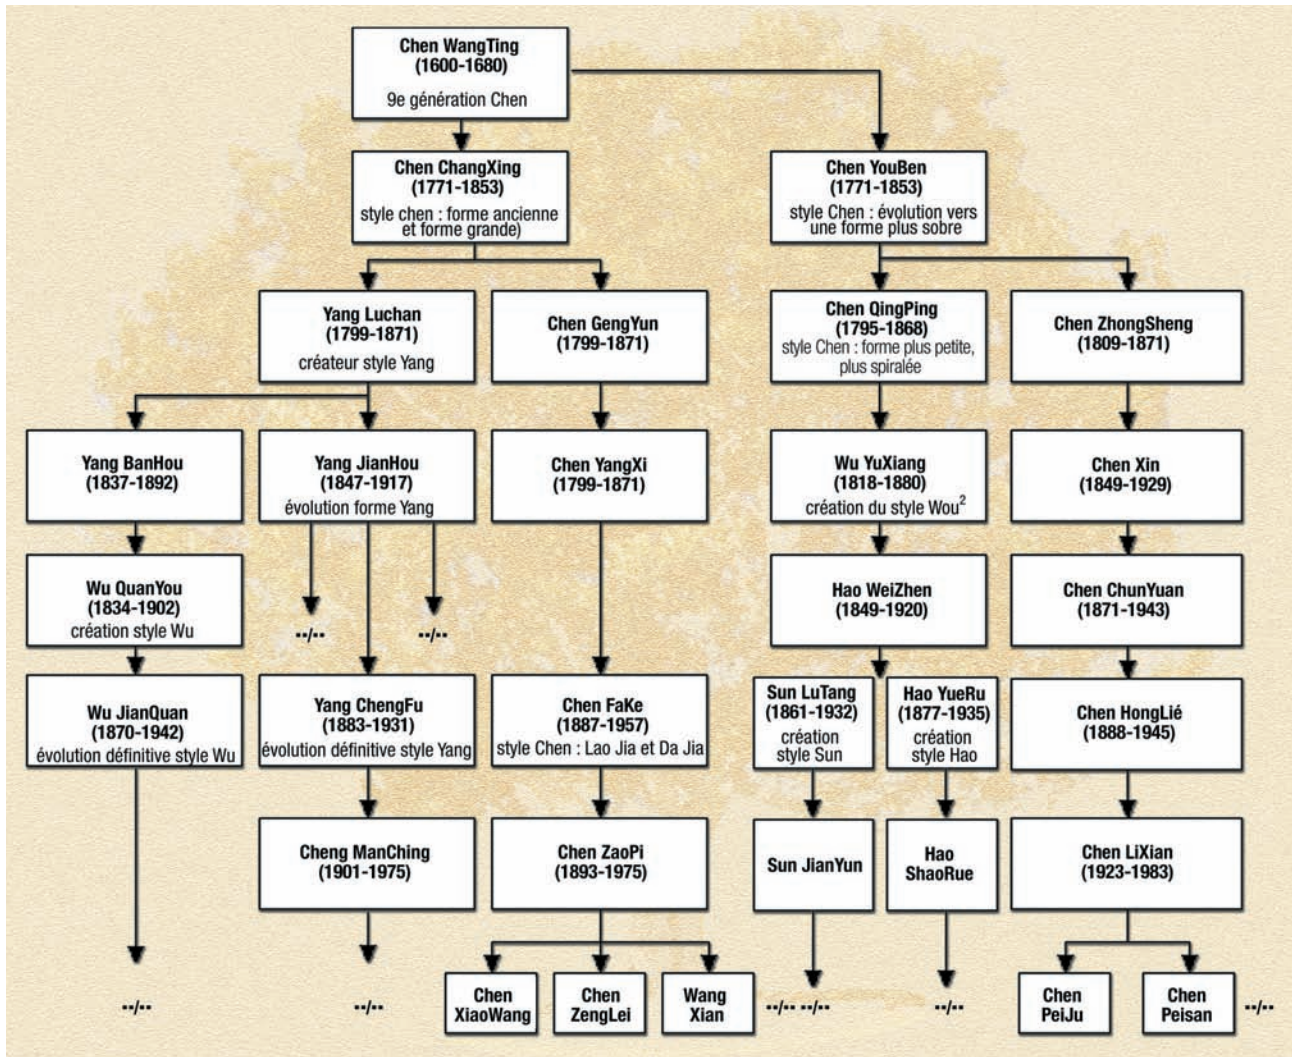 Chen WangTing
(1600-1680)
9e génération Chen
Chen ChangXing
(1771-1853)
style chen : forme ancienne
et forme grande)
Chen YouBen
(1771-1853)
style Chen : évolution vers
une forme plus sobre
Yang Luchan
(1799-1871)
créateur style Yang
Chen GengYun
(1799-1871)
Chen QingPing
(1795-1868)
style Chen : forme plus petite,
plus spiralée
Chen ZhongSheng
(1809-1871)
Yang BanHou
(1837-1892)
Yang JianHou
(1847-1917)
évolution forme Yang
Chen YangXi
(1799-1871)
Wu YuXiang
(1818-1880)
création du style Wou²
Chen Xin
(1849-1929)
Wu QuanYou
(1834-1902)
création style Wu
--/--
--/--
Hao WeiZhen
(1849-1920)
Chen ChunYuan
(1871-1943)
Wu JianQuan
(1870-1942)
évolution définitive style Wu
Yang ChengFu
(1883-1931)
évolution définitive style Yang
Chen FaKe
(1887-1957)
style Chen : Lao Jia et Da Jia
Sun LuTang
(1861-1932)
création
style Sun
Hao YueRu
(1877-1935)
création
style Hao
Chen HongLié
(1888-1945)
Cheng ManChing
(1901-1975)
Chen ZaoPi
(1893-1975)
Sun JianYun
Hao
ShaoRue
Chen LiXian
(1923-1983)
--/--
--/--
Chen
XiaoWang
Chen
ZengLei
Wang
Xian
--/--
--/--
--/--
Chen
PeiJu
Chen
Peisan
--/--